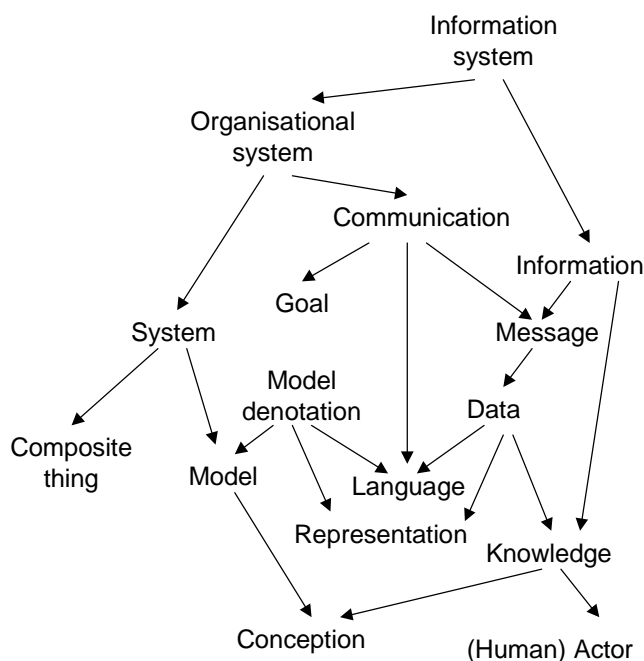 Information
system
Organisational
system
Communication
Information
Goal
System
Message
Model
denotation
Data
Composite
thing
Model
Language
Representation
Knowledge
Conception
(Human) Actor